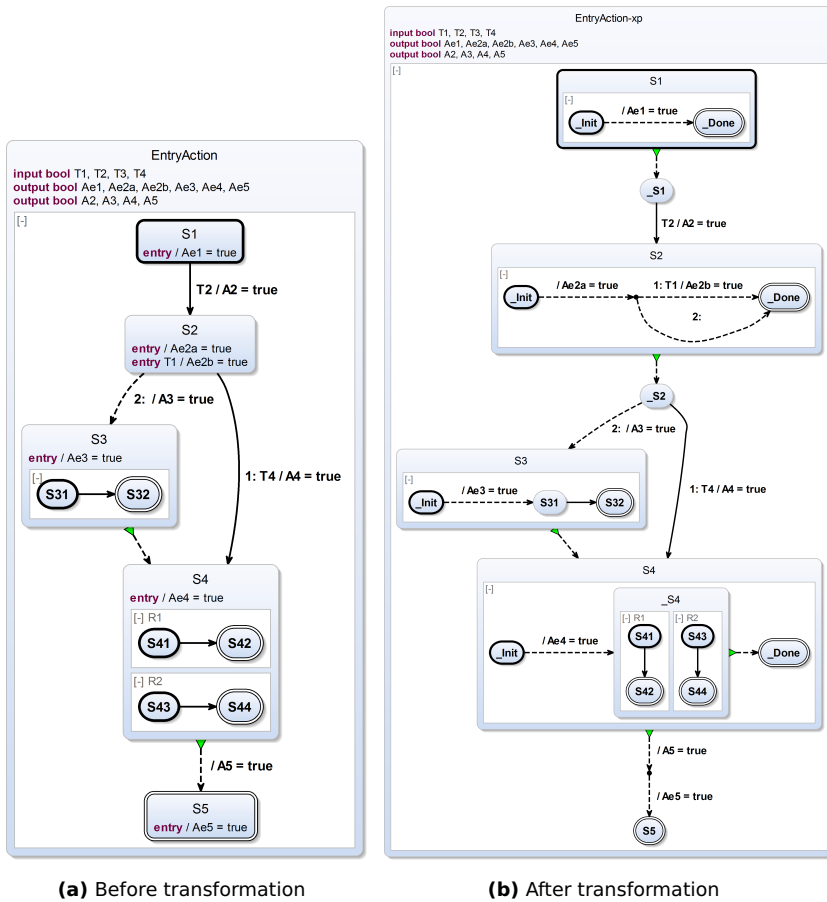 EntryAction
input bool T1, T2, T3, T4
output bool Ae1, Ae2a, Ae2b, Ae3, Ae4, Ae5
output bool A2, A3, A4, A5
[-]
S1
entry / Ae1 = true
T2 / A2 = true
S2
entry / Ae2a = true
entry T1 / Ae2b = true
2: / A3 = true
S3
entry / Ae3 = true
[-]
S31
S32
1: T4 / A4 = true
S4
entry / Ae4 = true
[-] R1
S41
S42
[-] R2
S43
S44
/ A5 = true
S5
entry / Ae5 = true
(a) Before transformation
EntryAction-xp
input bool T1, T2, T3, T4
output bool Ae1, Ae2a, Ae2b, Ae3, Ae4, Ae5
output bool A2, A3, A4, A5
[-]
S1
[-]
_Init
/ Ae1 = true
_Done
_S1
T2 / A2 = true
S2
[-]
_Init
/ Ae2a = true
1: T1 / Ae2b = true
_Done
2:
_S2
2: / A3 = true
S3
[-]
_Init
/ Ae3 = true
S31
S32
1: T4 / A4 = true
S4
[-]
_Init
/ Ae4 = true
_S4
[-] R1
S41
S42
[-] R2
S43
S44
_Done
/ A5 = true
/ Ae5 = true
S5
(b) After transformation